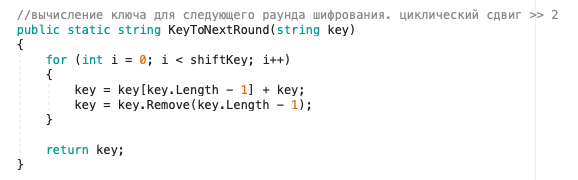 //вычисление ключа для следующего раунда шифрования. циклический сдвиг >> 2
public static string KeyToNextRound(string key)
{
    for (int i = 0; i < shiftKey; i++)
    {
        key = key[key.Length - 1] + key;
        key = key.Remove(key.Length - 1);
    }

    return key;
}